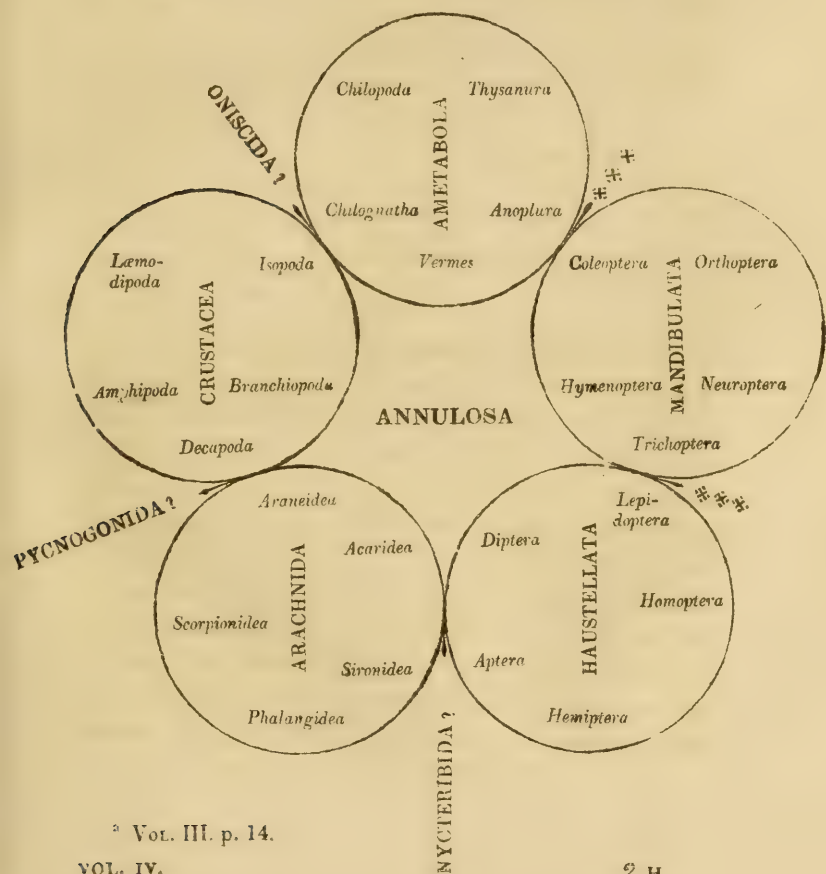 Chilopoda
Thysanura
AMETABOLA
Chilognatha
Anoplura
Vermes
ONISCIDA?
⁂
Læmo-
dipoda
Isopoda
CRUSTACEA
Amphipoda
Branchiopoda
Decapoda
Coleoptera
Orthoptera
MANDIBULATA
Hymenoptera
Neuroptera
Trichoptera
ANNULOSA
PYCNOGONIDA?
Araneidea
Acaridea
ARACHNIDA
Scorpionidea
Sironidea
Phalangidea
Lepi-
doptera
Diptera
HAUSTELLATA
Homoptera
Aptera
Hemiptera
⁂
NYCTERIBIDA?
ᵃ Vol. III. p. 14.
VOL. IV.
2 H